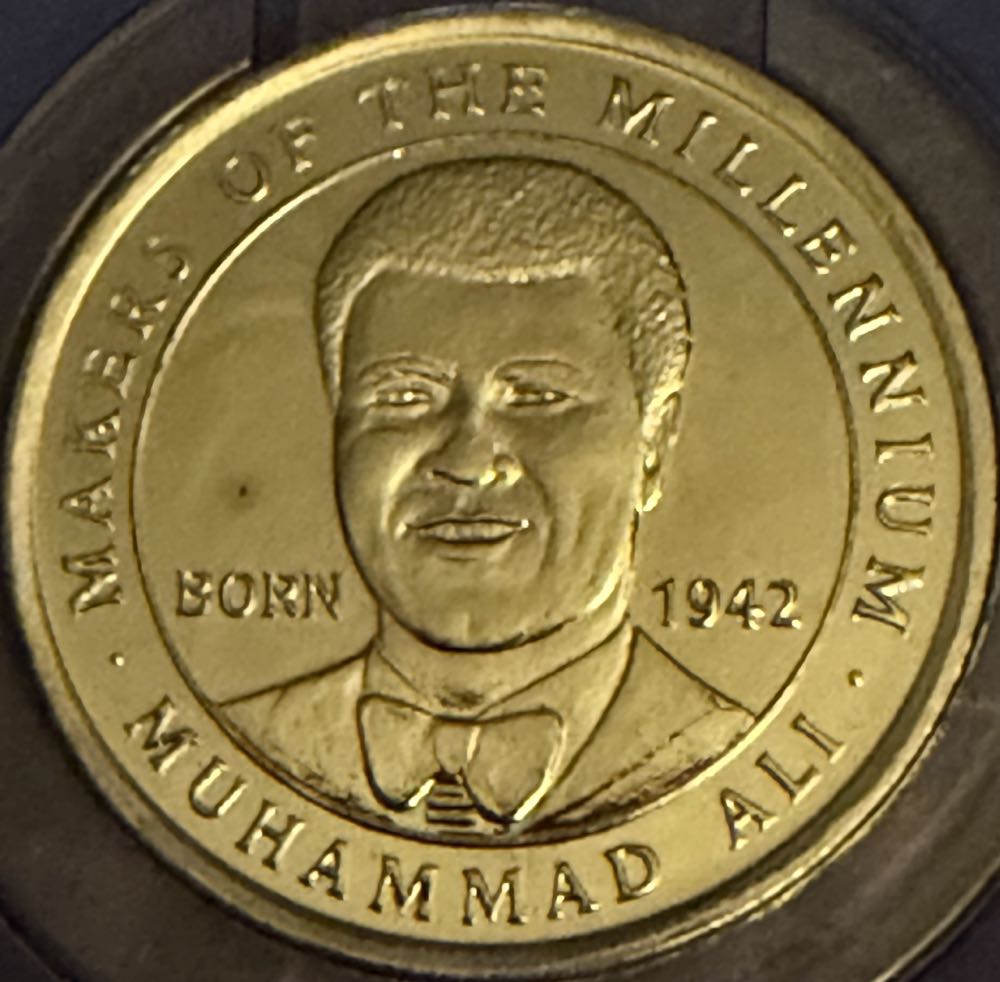 MAKERS OF THE MILLENNIUM
BORN 1942
· MUHAMMAD ALI ·